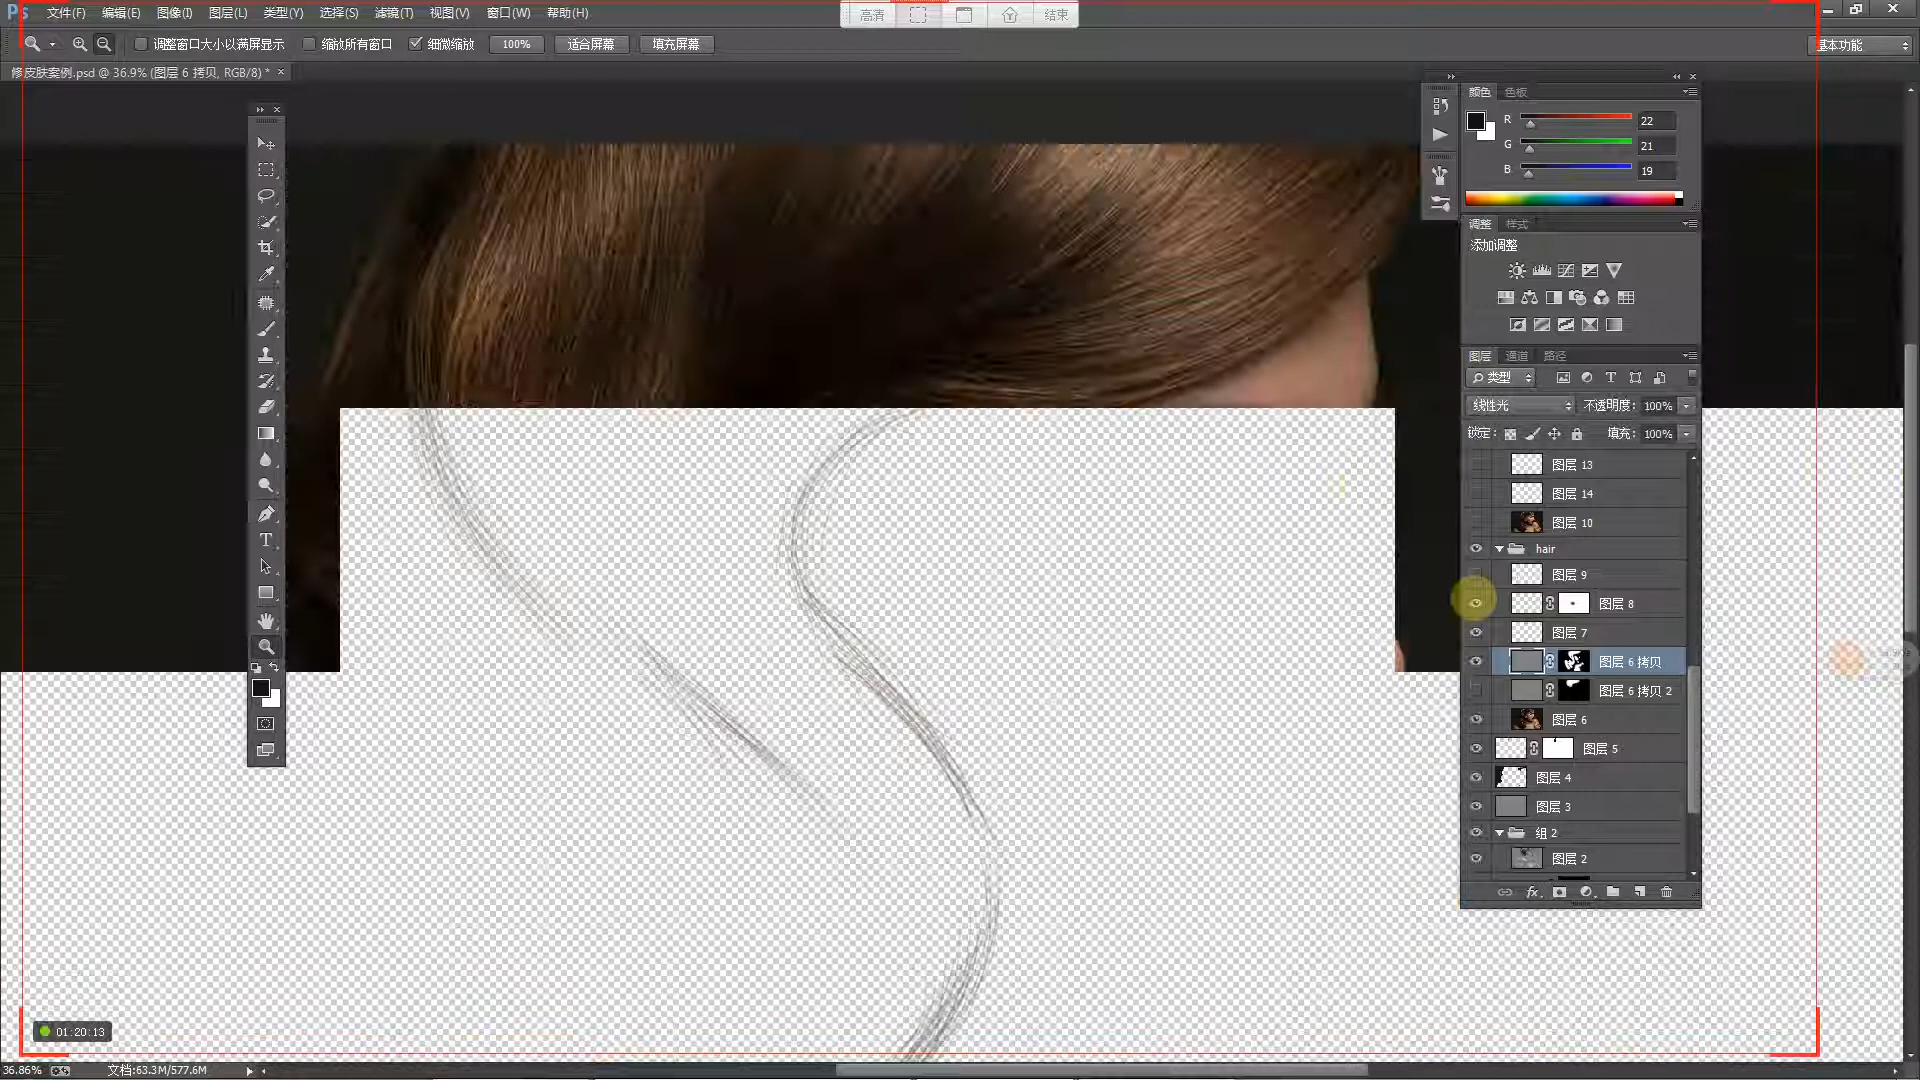 Ps 文件(F) 编辑(E) 图像(I) 图层(L) 类型(Y) 选择(S) 滤镜(T) 视图(V) 窗口(W) 帮助(H)
高清 结束
调整窗口大小以满屏显示 缩放所有窗口 细微缩放 100% 适合屏幕 填充屏幕 基本功能
修皮肤案例.psd @ 36.9% (图层 6 拷贝, RGB/8) * ×
颜色 色板
R 22
G 21
B 19
调整 样式
添加调整
图层 通道 路径
类型
线性光 不透明度: 100%
锁定: 填充: 100%
图层 13
图层 14
图层 10
hair
图层 9
图层 8
图层 7
图层 6 拷贝
图层 6 拷贝 2
图层 6
图层 5
图层 4
图层 3
组 2
图层 2
01:20:13
36.86% 文档:63.3M/577.6M